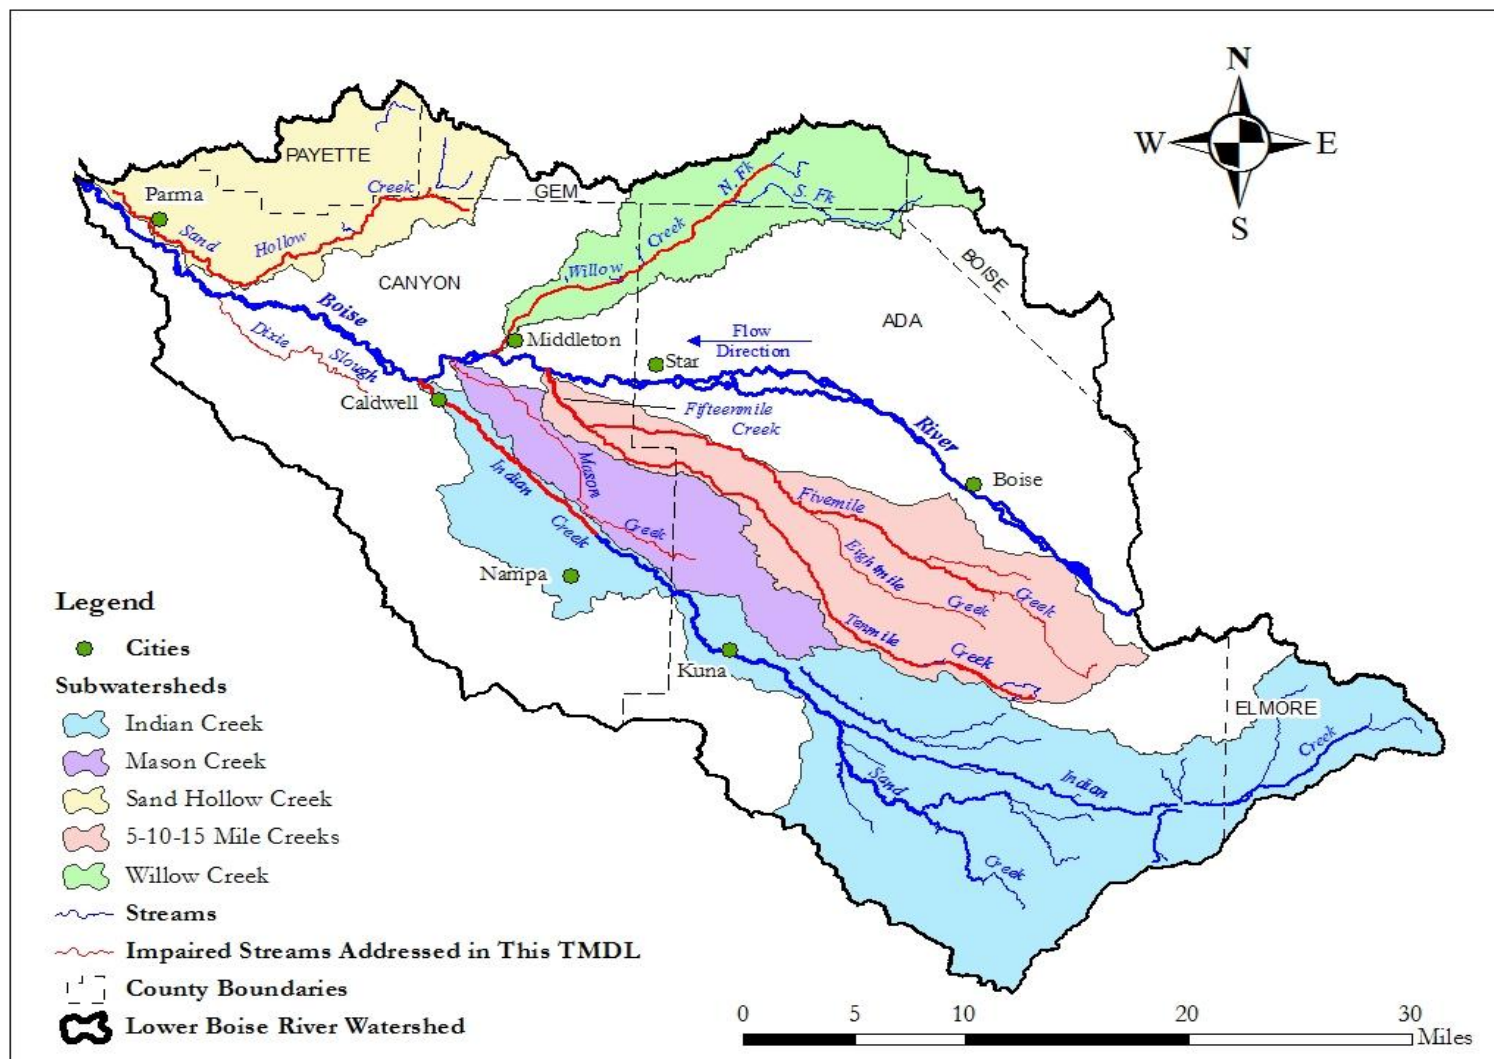 N
W E
S
PAYETTE
Parma
Creek
GEM
N. Fk
S. Fk
Sand
Hollow
Creek
Willow
BOISE
CANYON
Boise
ADA
Dixie
Slough
Middleton
Flow
Direction
Star
Caldwell
Fifteenmile
Creek
River
Mason
Indian
Boise
Fivemile
Creek
Creek
Eightmile
Nampa
Creek
Creek
Tenmile
Creek
Kuna
ELMORE
Creek
Sand
Indian
Creek
Legend
Cities
Subwatersheds
Indian Creek
Mason Creek
Sand Hollow Creek
5-10-15 Mile Creeks
Willow Creek
Streams
Impaired Streams Addressed in This TMDL
County Boundaries
Lower Boise River Watershed
0 5 10 20 30
Miles